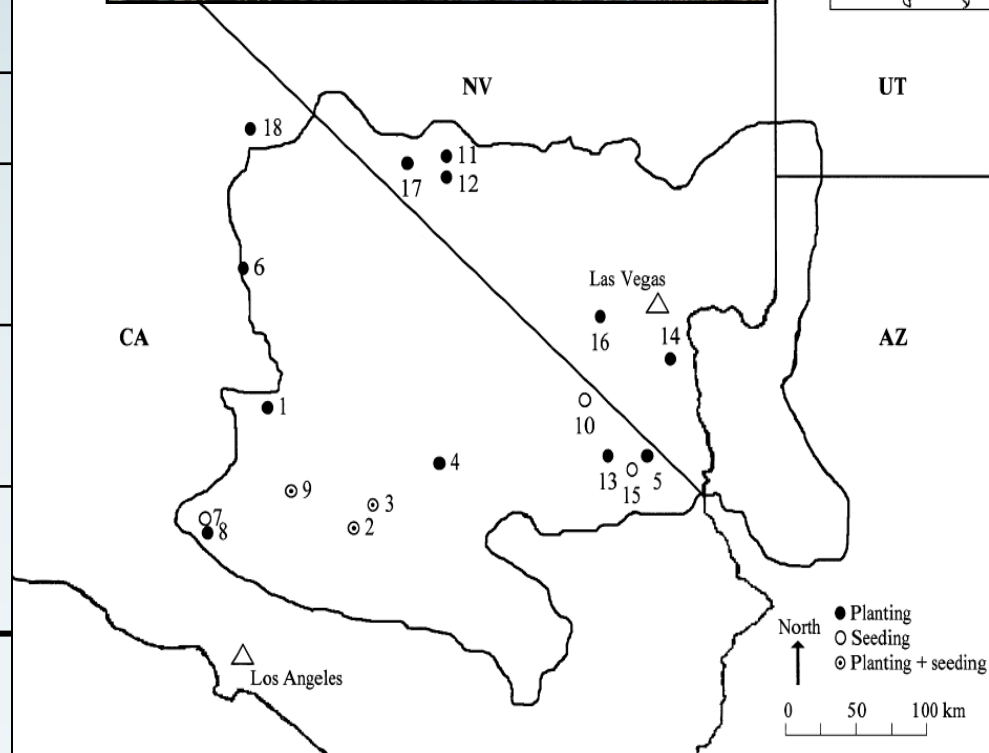 NV
UT
18
11
17
12
6
Las Vegas
CA
16
14
AZ
1
10
4
13
15
5
9
3
7
2
8
Planting
North
Seeding
Planting + seeding
Los Angeles
0 50 100 km